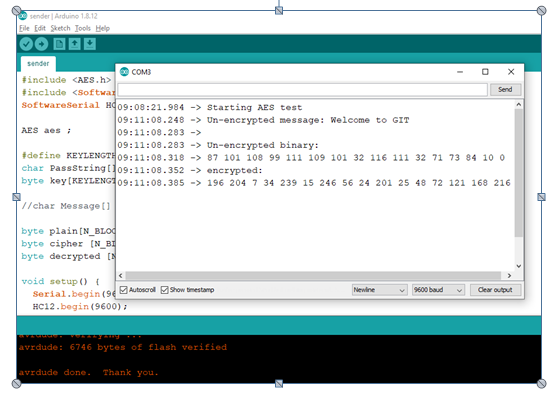 sender | Arduino 1.8.12
File Edit Sketch Tools Help
sender
#include <AES.h>
#include <Softwa
SoftwareSerial HC
AES aes ;
#define KEYLENGTH
char PassString[
byte key[KEYLENGT
//char Message[]
byte plain[N_BLOC
byte cipher [N_BL
byte decrypted [N
void setup() {
Serial.begin(96
HC12.begin(9600);
COM3
Send
09:08:21.984 -> Starting AES test
09:11:08.248 -> Un-encrypted message: Welcome to GIT
09:11:08.283 ->
09:11:08.283 -> Un-encrypted binary:
09:11:08.318 -> 87 101 108 99 111 109 101 32 116 111 32 71 73 84 10 0
09:11:08.352 -> encrypted:
09:11:08.385 -> 196 204 7 34 239 15 246 56 24 201 25 48 72 121 168 216
Autoscroll Show timestamp Newline 9600 baud Clear output
avrdude: verifying ...
avrdude: 6746 bytes of flash verified
avrdude done. Thank you.